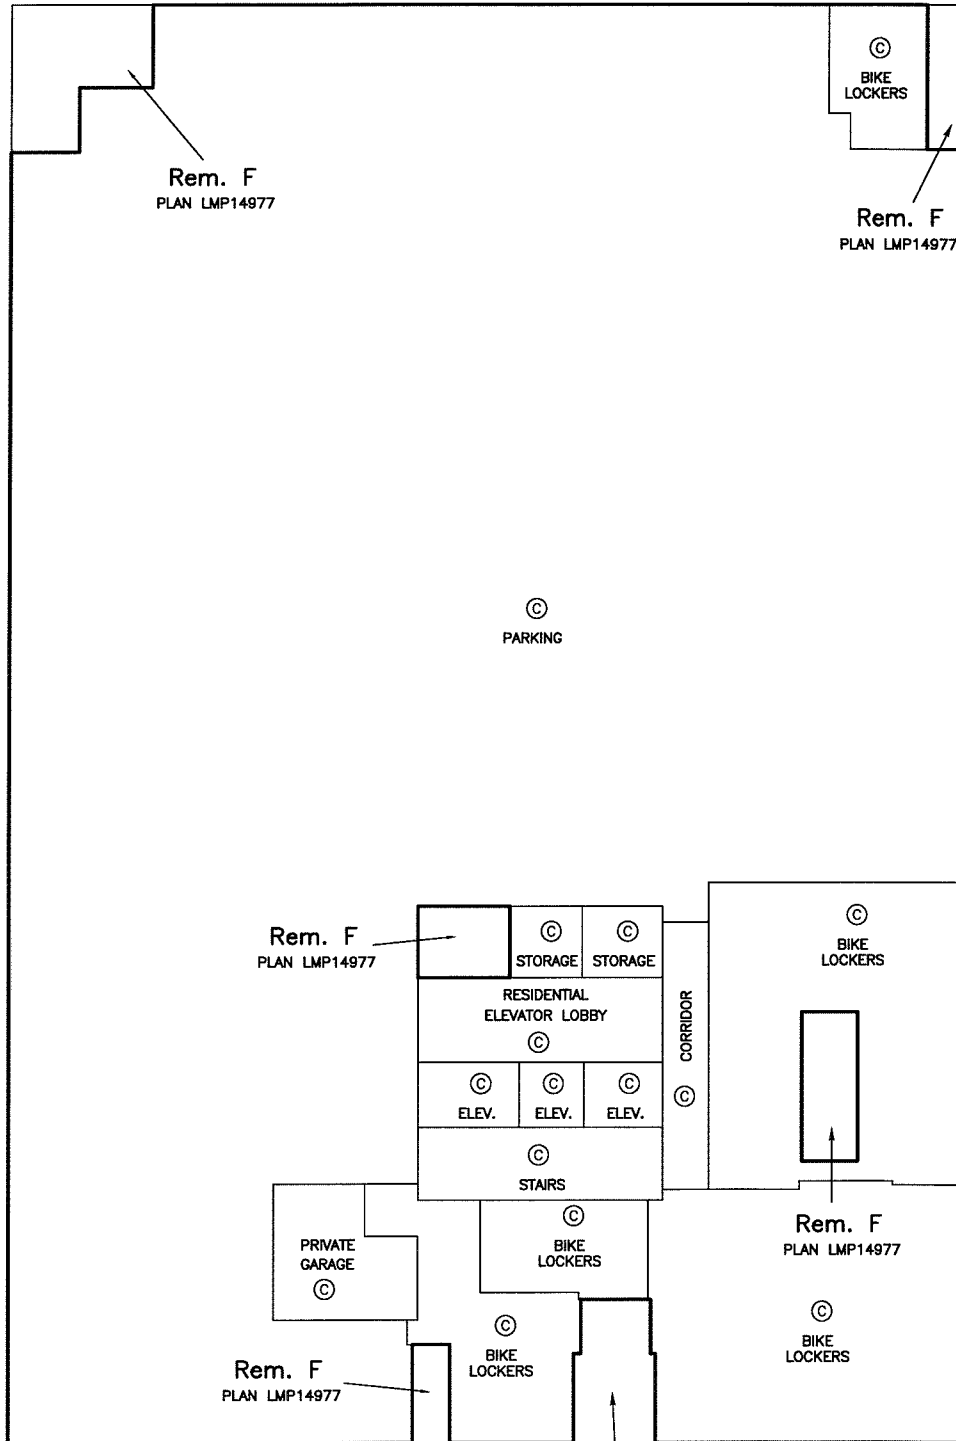 ©
BIKE
LOCKERS
Rem. F
PLAN LMP14977
Rem. F
PLAN LMP14977
©
PARKING
Rem. F
PLAN LMP14977
©
STORAGE
©
STORAGE
©
BIKE
LOCKERS
RESIDENTIAL
ELEVATOR LOBBY
©
CORRIDOR
©
©
ELEV.
©
ELEV.
©
ELEV.
©
STAIRS
PRIVATE
GARAGE
©
©
BIKE
LOCKERS
Rem. F
PLAN LMP14977
©
BIKE
LOCKERS
©
BIKE
LOCKERS
Rem. F
PLAN LMP14977